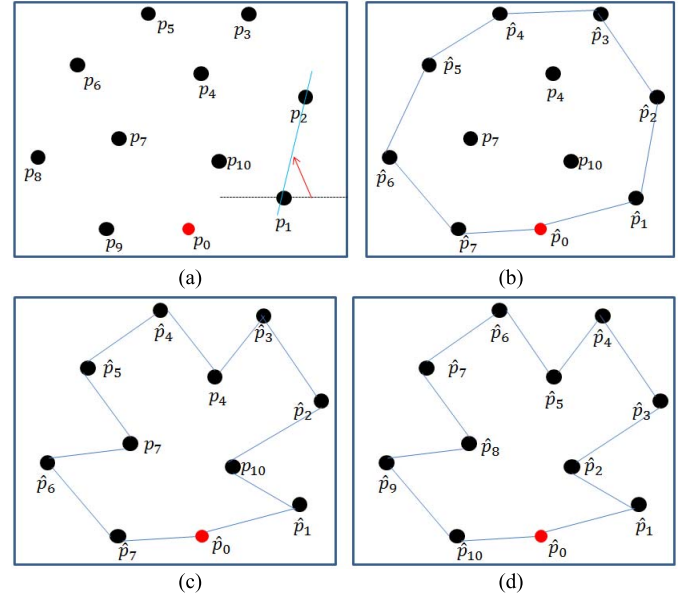 p₅ p₃
p₆ p₄ p₂
p₇ p₁₀
p₈ p₁
p₉ p₀
(a)
p̂₄ p̂₃
p̂₅ p₄ p̂₂
p₇ p₁₀
p̂₆ p̂₁
p̂₇ p̂₀
(b)
p̂₄ p̂₃
p̂₅ p₄ p̂₂
p₇ p₁₀
p̂₆ p̂₁
p̂₇ p̂₀
(c)
p̂₆ p̂₄
p̂₇ p̂₅ p̂₃
p̂₈ p̂₂
p̂₉ p̂₁
p̂₁₀ p̂₀
(d)